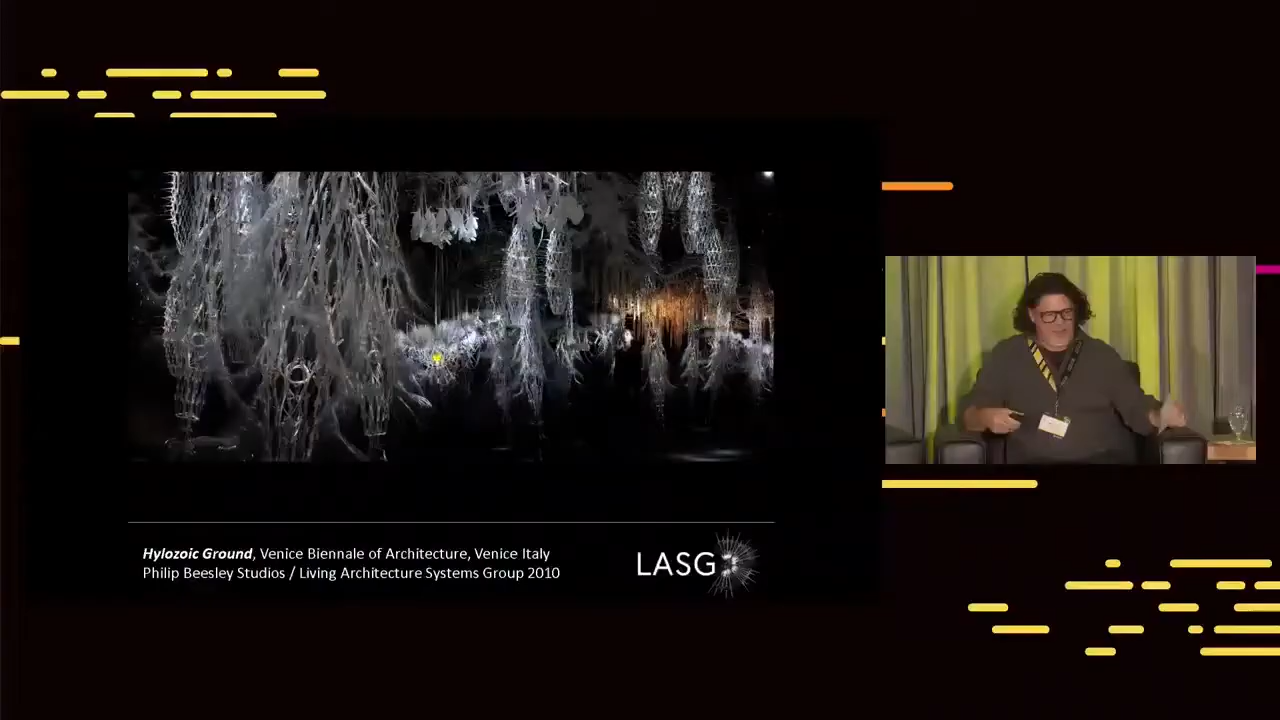 Hylozoic Ground, Venice Biennale of Architecture, Venice Italy
Philip Beesley Studios / Living Architecture Systems Group 2010
LASG